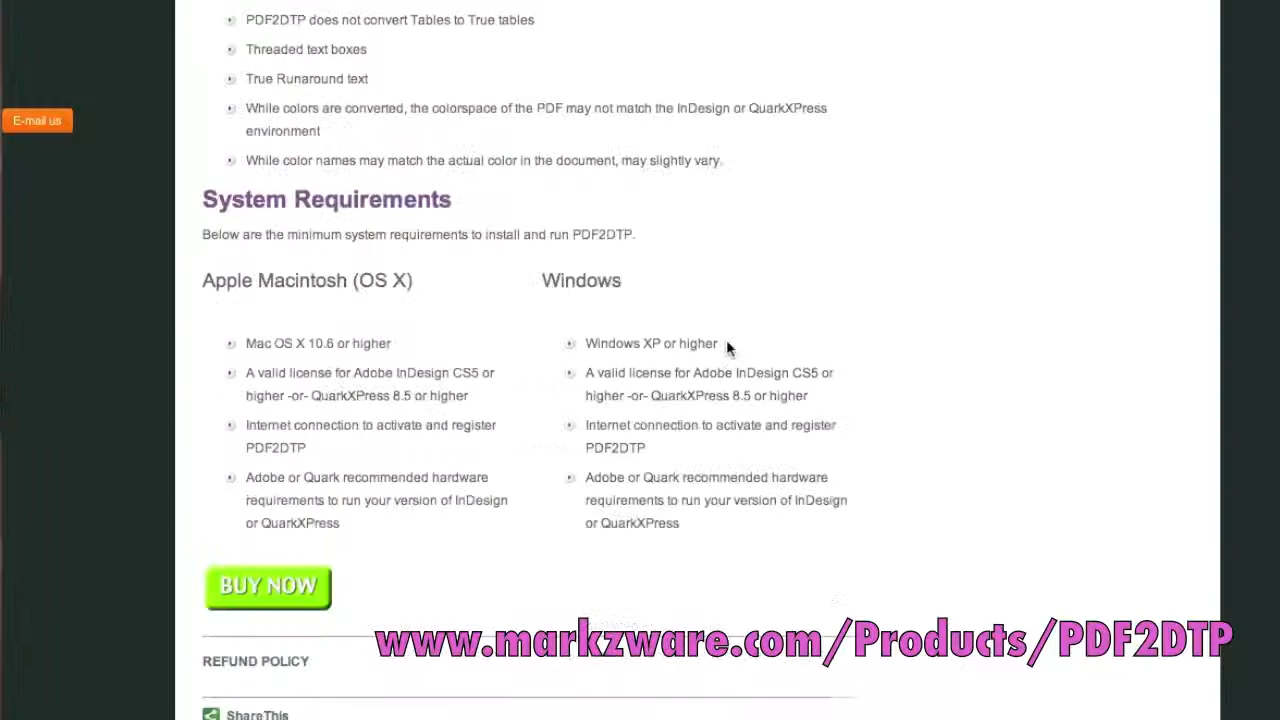 PDF2DTP does not convert Tables to True tables
Threaded text boxes
True Runaround text
While colors are converted, the colorspace of the PDF may not match the InDesign or QuarkXPress
environment
E-mail us
While color names may match the actual color in the document, may slightly vary.
System Requirements
Below are the minimum system requirements to install and run PDF2DTP.
Apple Macintosh (OS X)
Mac OS X 10.6 or higher
A valid license for Adobe InDesign CS5 or
higher -or- QuarkXPress 8.5 or higher
Internet connection to activate and register
PDF2DTP
Adobe or Quark recommended hardware
requirements to run your version of InDesign
or QuarkXPress
Windows
Windows XP or higher
A valid license for Adobe InDesign CS5 or
higher -or- QuarkXPress 8.5 or higher
Internet connection to activate and register
PDF2DTP
Adobe or Quark recommended hardware
requirements to run your version of InDesign
or QuarkXPress
BUY NOW
www.markzware.com/Products/PDF2DTP
REFUND POLICY
ShareThis